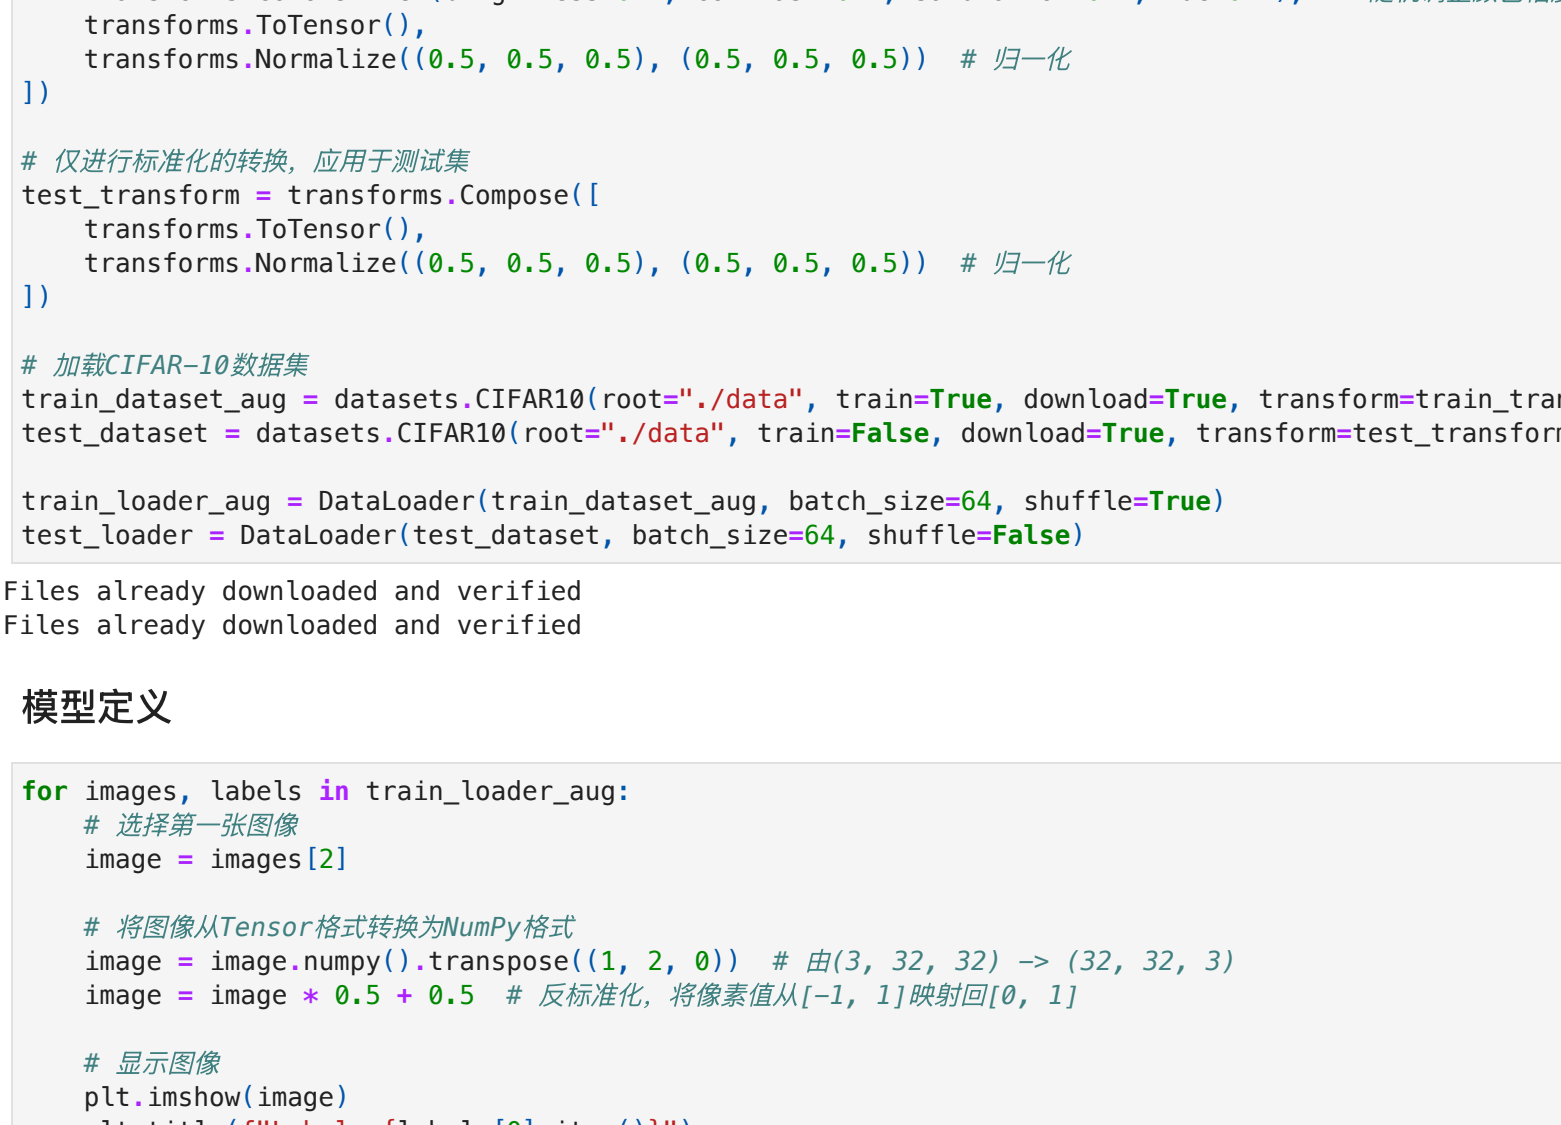 transforms.ToTensor(),
transforms.Normalize((0.5, 0.5, 0.5), (0.5, 0.5, 0.5))  # 归一化
])
# 仅进行标准化的转换，应用于测试集
test_transform = transforms.Compose([
transforms.ToTensor(),
transforms.Normalize((0.5, 0.5, 0.5), (0.5, 0.5, 0.5))  # 归一化
])
# 加载CIFAR-10数据集
train_dataset_aug = datasets.CIFAR10(root="./data", train=True, download=True, transform=train_tran
test_dataset = datasets.CIFAR10(root="./data", train=False, download=True, transform=test_transform
train_loader_aug = DataLoader(train_dataset_aug, batch_size=64, shuffle=True)
test_loader = DataLoader(test_dataset, batch_size=64, shuffle=False)
Files already downloaded and verified
Files already downloaded and verified
模型定义
for images, labels in train_loader_aug:
# 选择第一张图像
image = images[2]
# 将图像从Tensor格式转换为NumPy格式
image = image.numpy().transpose((1, 2, 0))  # 由(3, 32, 32) -> (32, 32, 3)
image = image * 0.5 + 0.5  # 反标准化，将像素值从[-1, 1]映射回[0, 1]
# 显示图像
plt.imshow(image)